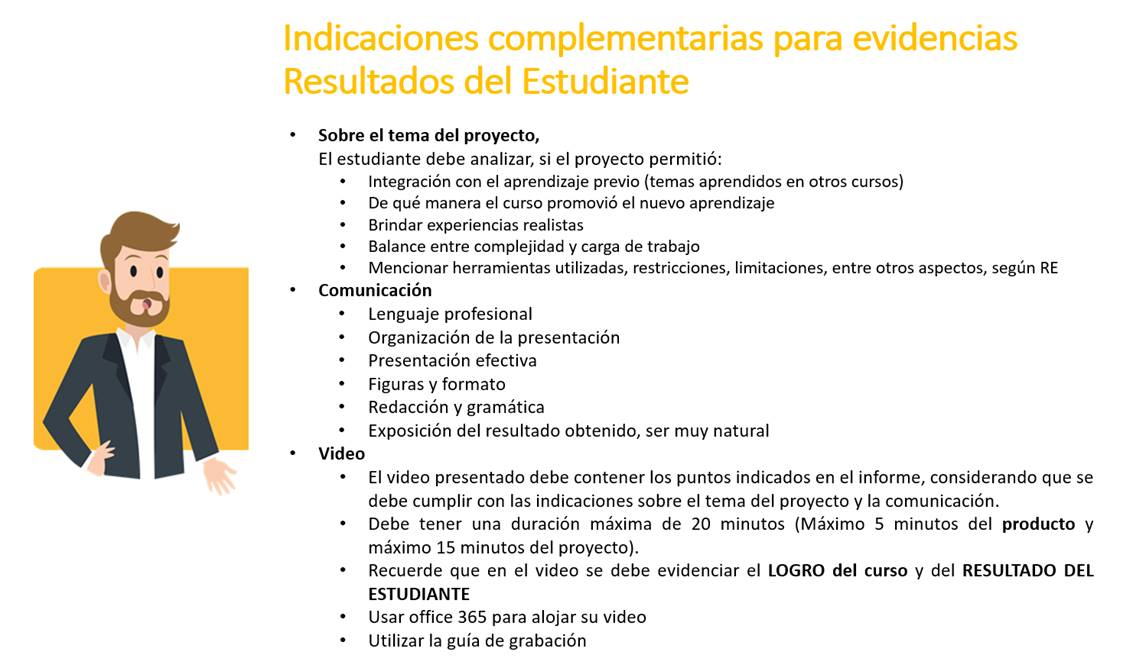 Indicaciones complementarias para evidencias
Resultados del Estudiante
• Sobre el tema del proyecto,
El estudiante debe analizar, si el proyecto permitió:
• Integración con el aprendizaje previo (temas aprendidos en otros cursos)
• De qué manera el curso promovió el nuevo aprendizaje
• Brindar experiencias realistas
• Balance entre complejidad y carga de trabajo
• Mencionar herramientas utilizadas, restricciones, limitaciones, entre otros aspectos, según RE
• Comunicación
• Lenguaje profesional
• Organización de la presentación
• Presentación efectiva
• Figuras y formato
• Redacción y gramática
• Exposición del resultado obtenido, ser muy natural
• Video
• El video presentado debe contener los puntos indicados en el informe, considerando que se
debe cumplir con las indicaciones sobre el tema del proyecto y la comunicación.
• Debe tener una duración máxima de 20 minutos (Máximo 5 minutos del producto y
máximo 15 minutos del proyecto).
• Recuerde que en el video se debe evidenciar el LOGRO del curso y del RESULTADO DEL
ESTUDIANTE
• Usar office 365 para alojar su video
• Utilizar la guía de grabación